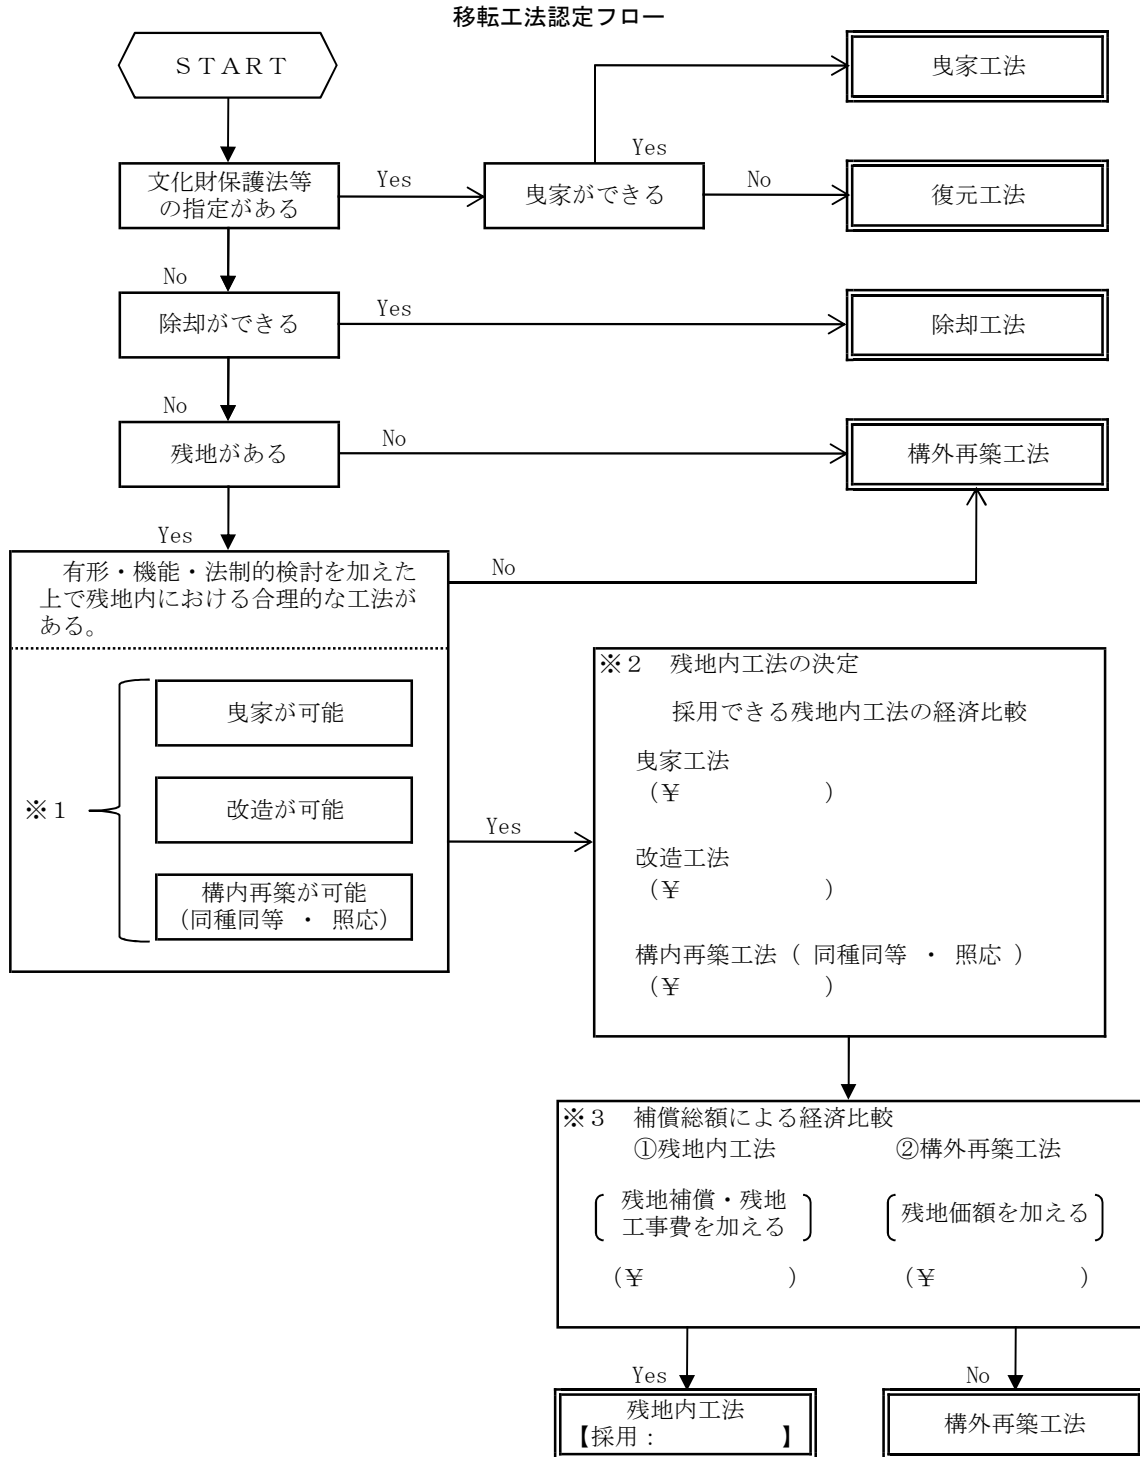 移転工法認定フロー
ＳＴＡＲＴ
曳家工法
Yes
文化財保護法等
の指定がある
Yes
曳家ができる
No
復元工法
No
除却ができる
Yes
除却工法
No
残地がある
No
構外再築工法
Yes
有形・機能・法制的検討を加えた
上で残地内における合理的な工法が
ある。
No
※１
曳家が可能
改造が可能
構内再築が可能
（同種同等 ・ 照応）
Yes
※２ 残地内工法の決定
採用できる残地内工法の経済比較
曳家工法
（￥ ）
改造工法
（￥ ）
構内再築工法（ 同種同等 ・ 照応 ）
（￥ ）
※３ 補償総額による経済比較
①残地内工法 ②構外再築工法
残地補償・残地
工事費を加える
残地価額を加える
（￥ ） （￥ ）
Yes No
残地内工法
【採用： 】
構外再築工法